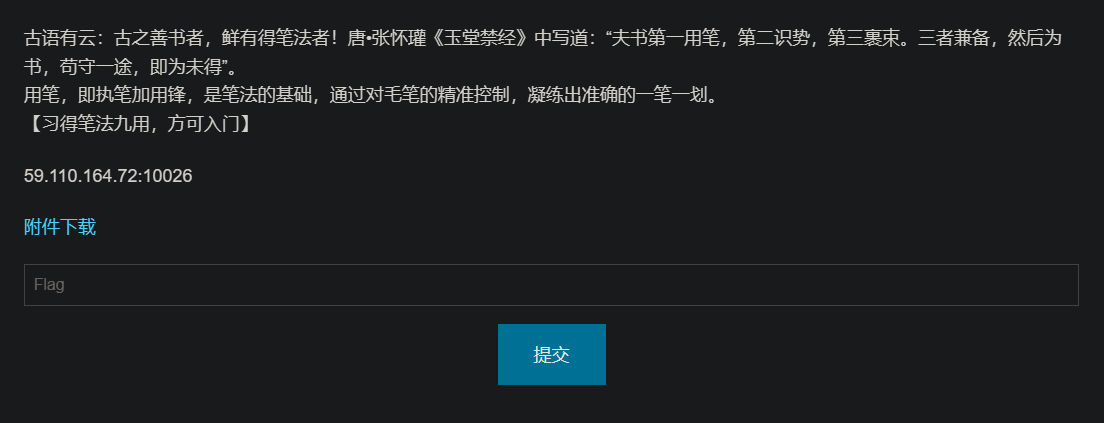 古语有云：古之善书者，鲜有得笔法者！唐•张怀瓘《玉堂禁经》中写道：“夫书第一用笔，第二识势，第三裹束。三者兼备，然后为
书，苟守一途，即为未得”。
用笔，即执笔加用锋，是笔法的基础，通过对毛笔的精准控制，凝练出准确的一笔一划。
【习得笔法九用，方可入门】
59.110.164.72:10026
附件下载
Flag
提交